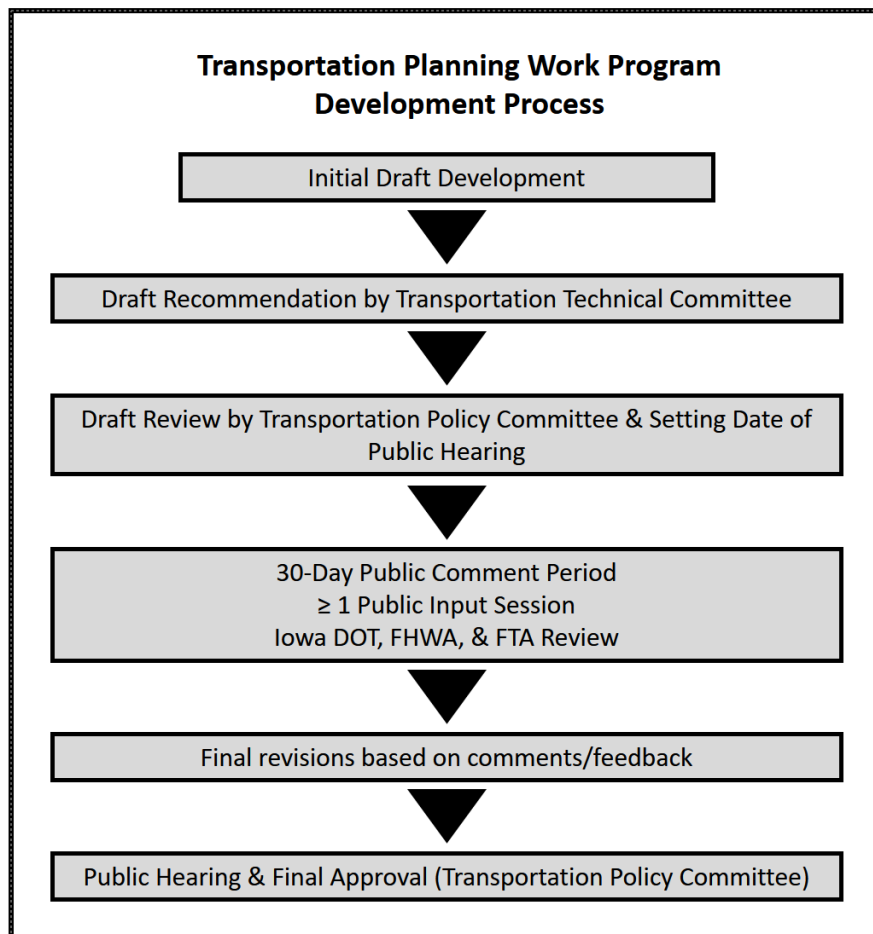 Transportation Planning Work Program
Development Process
Initial Draft Development
Draft Recommendation by Transportation Technical Committee
Draft Review by Transportation Policy Committee & Setting Date of
Public Hearing
30-Day Public Comment Period
≥ 1 Public Input Session
Iowa DOT, FHWA, & FTA Review
Final revisions based on comments/feedback
Public Hearing & Final Approval (Transportation Policy Committee)